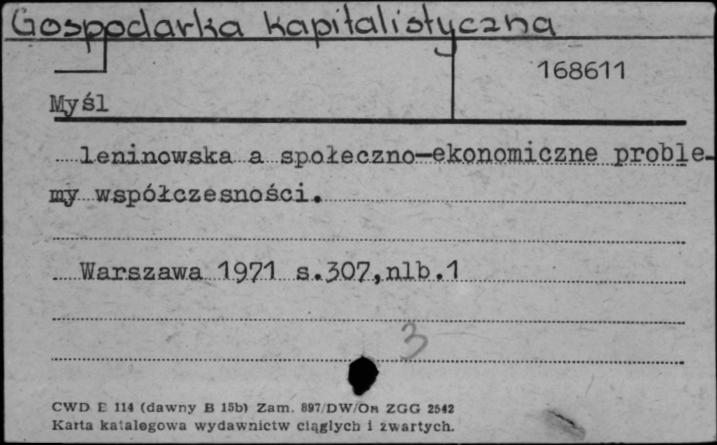 Gospodarka kapitalistyczna
168611
Myśl
leninowska a społeczno-ekonomiczne proble-
my współczesności.
Warszawa 1971 s.307,nlb.1
3
CWD E 114 (dawny B 15b) Zam. 897/DW/Om ZGG 2542
Karta katalogowa wydawnictw ciągłych i zwartych.